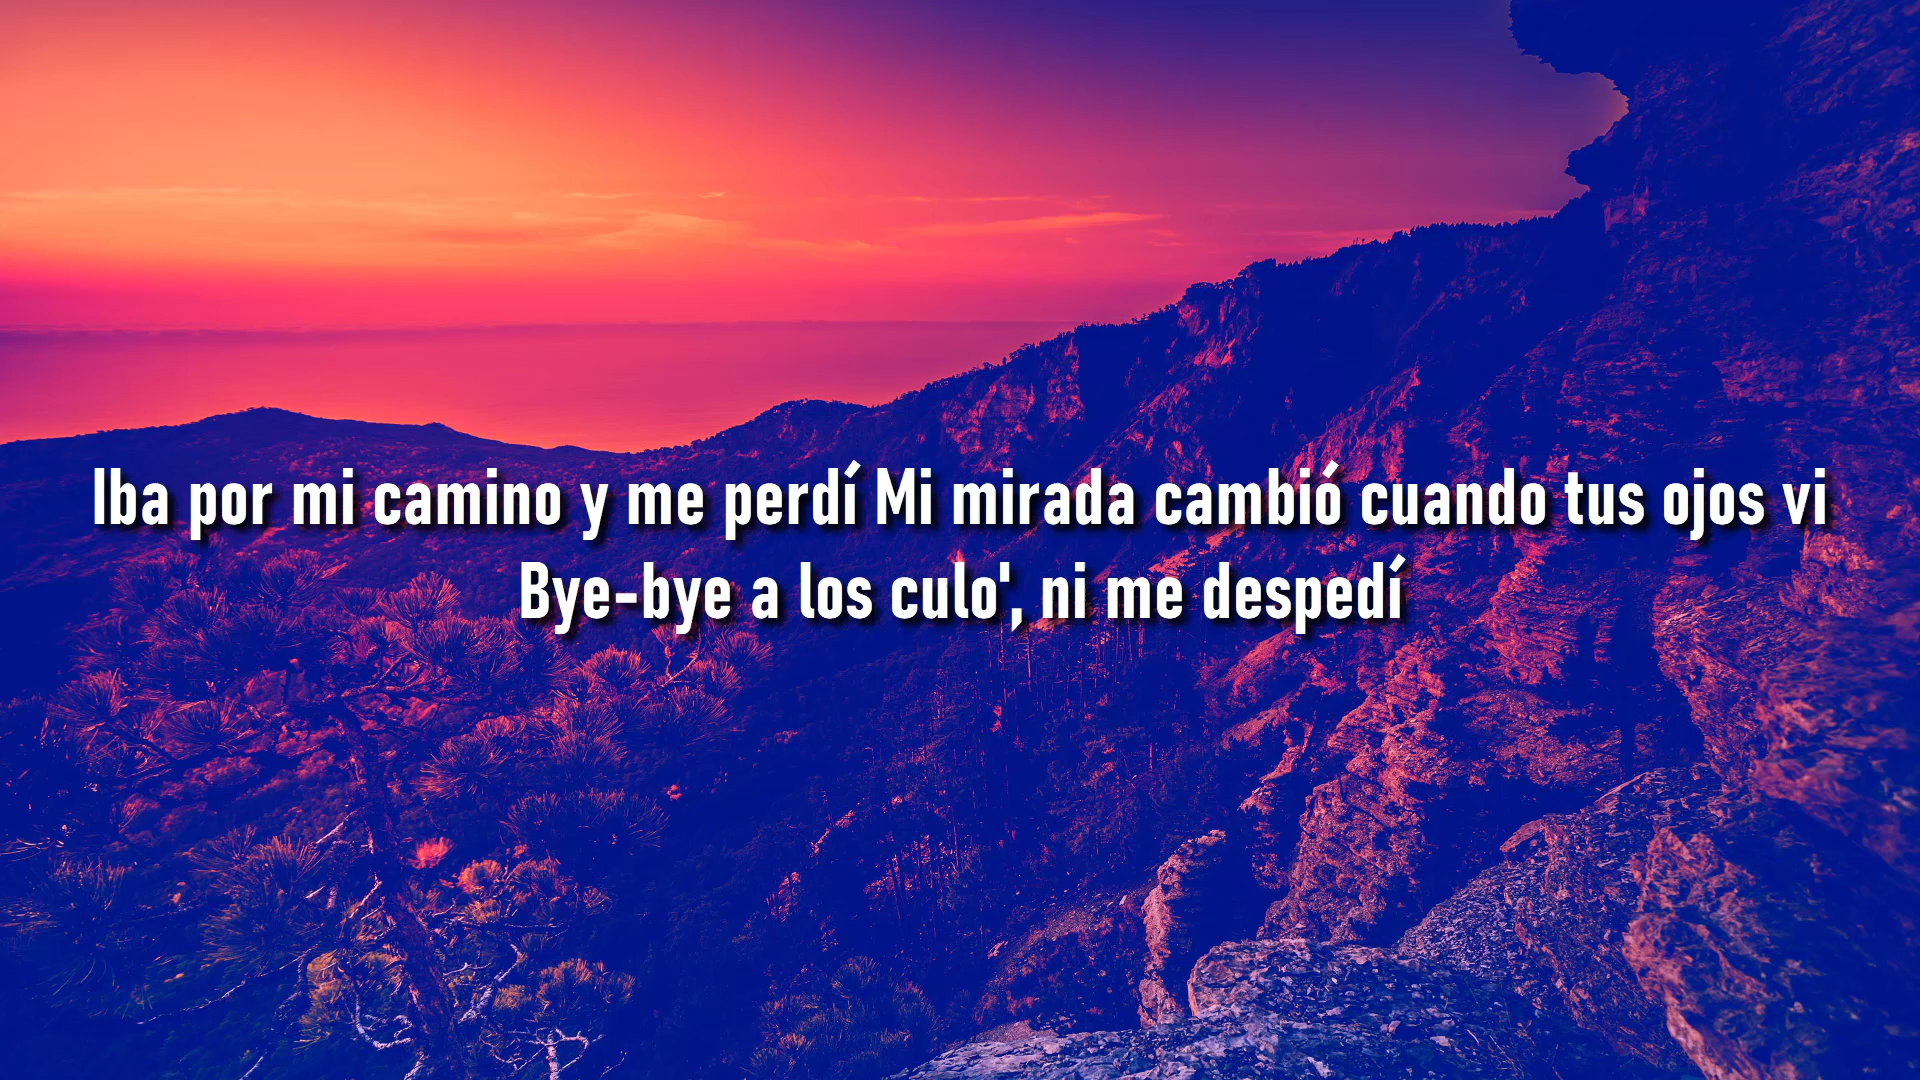 Iba por mi camino y me perdí Mi mirada cambió cuando tus ojos vi
Bye-bye a los culo', ni me despedí